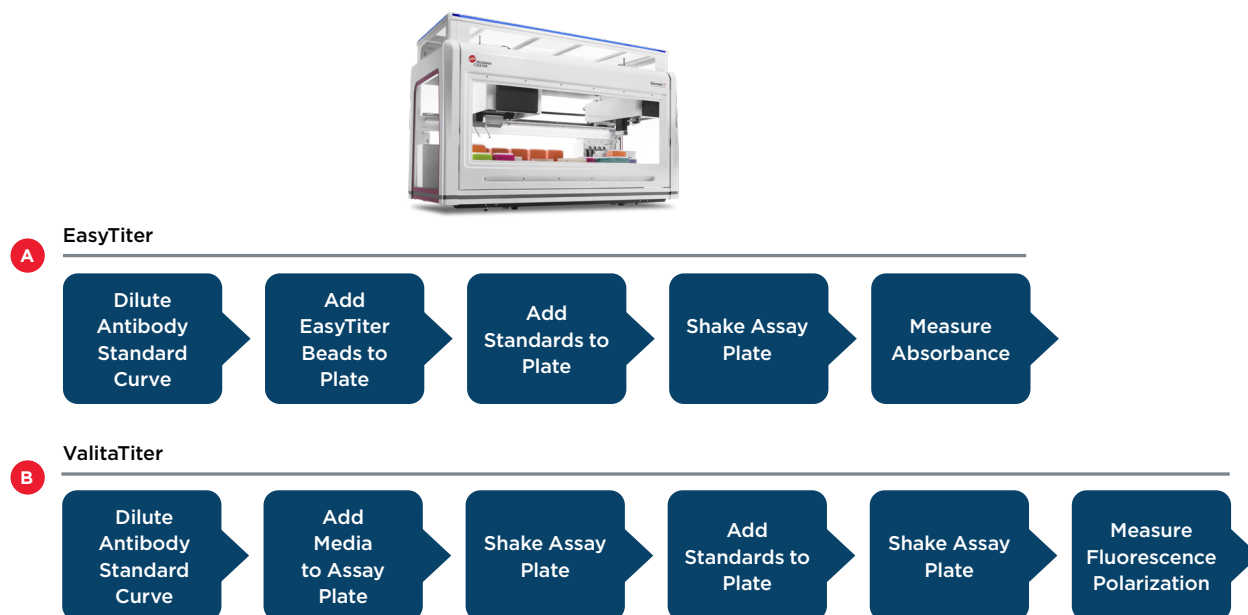 EasyTiter
A
Dilute
Antibody
Standard
Curve
Add
EasyTiter
Beads to
Plate
Add
Standards to
Plate
Shake Assay
Plate
Measure
Absorbance
ValitaTiter
B
Dilute
Antibody
Standard
Curve
Add
Media
to Assay
Plate
Shake Assay
Plate
Add
Standards to
Plate
Shake Assay
Plate
Measure
Fluorescence
Polarization